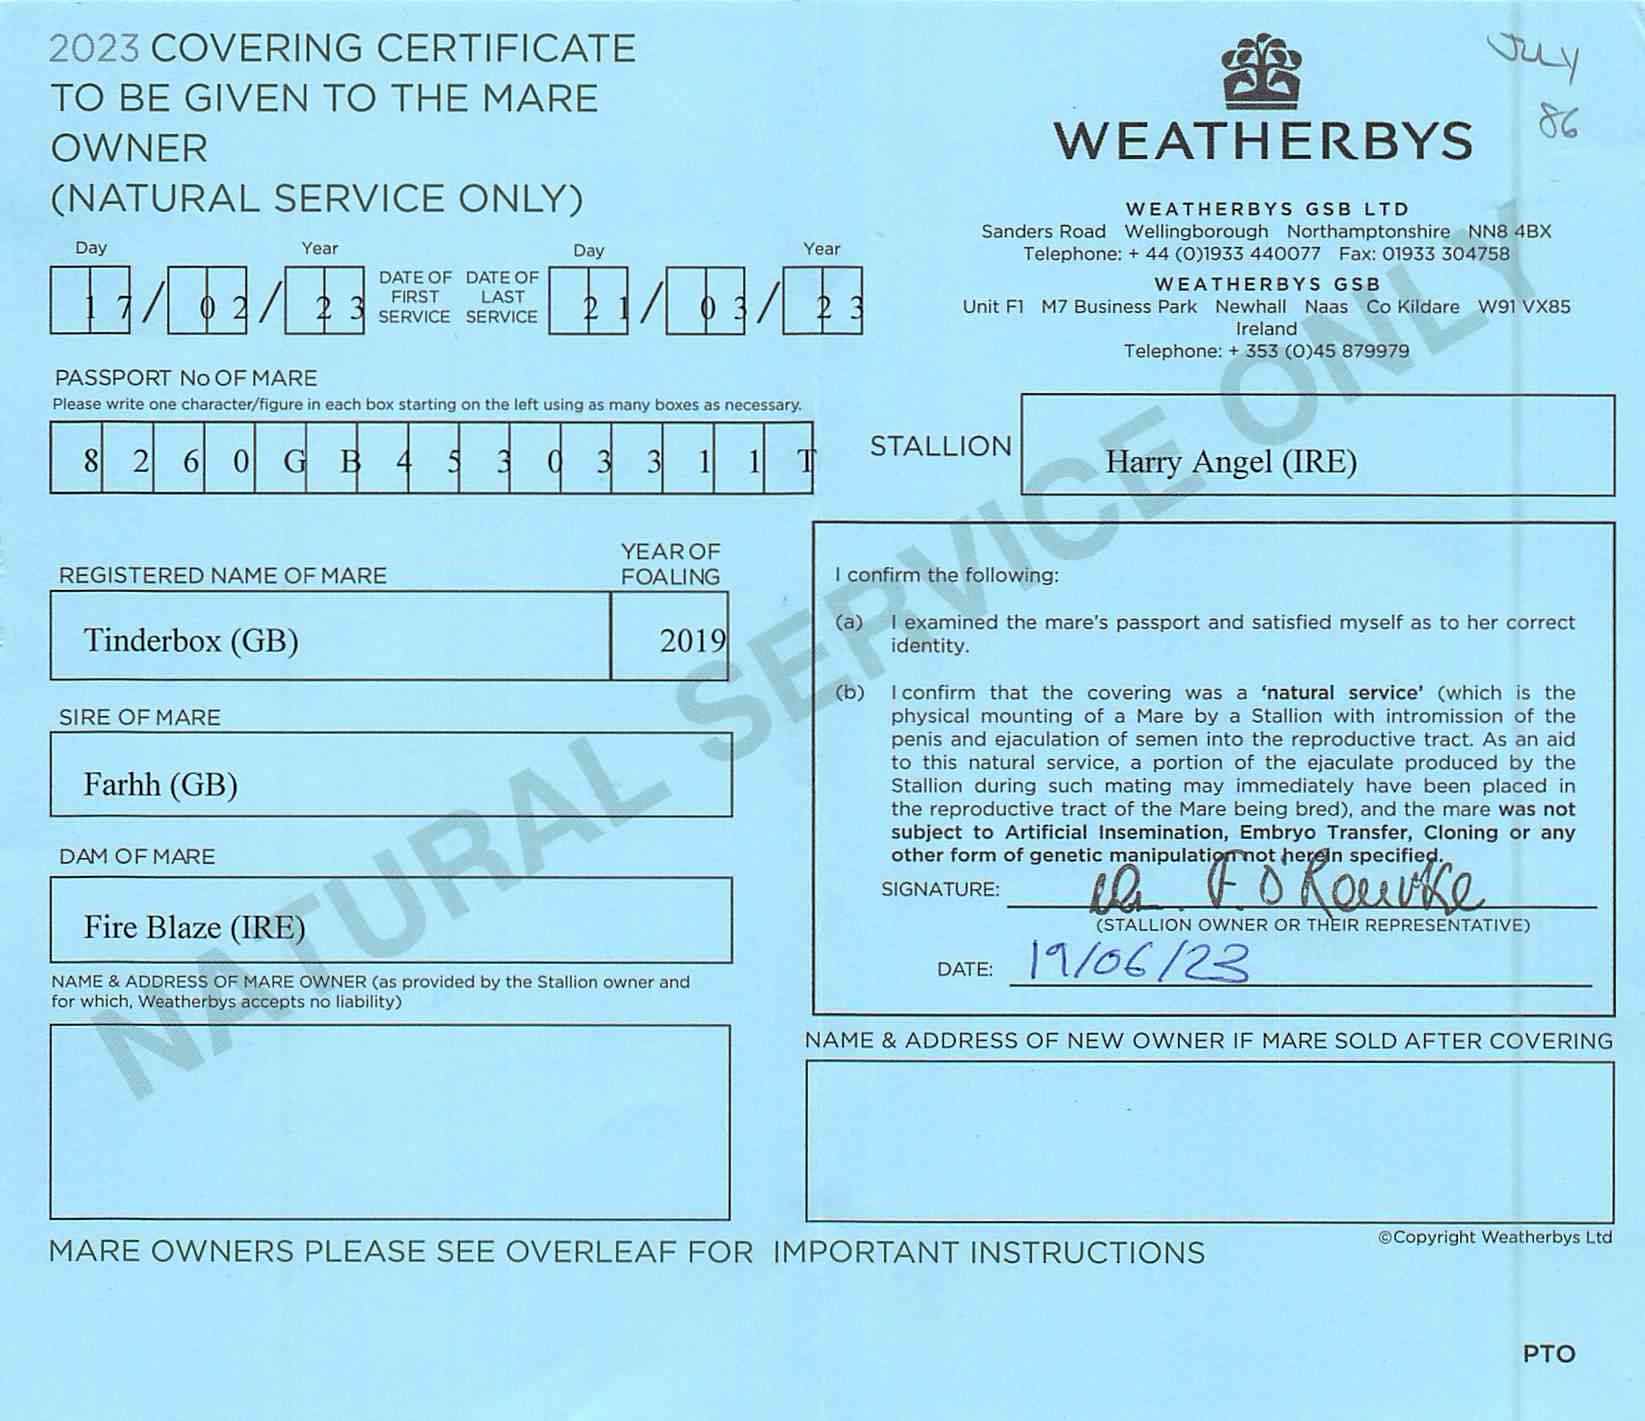 2023 COVERING CERTIFICATE
TO BE GIVEN TO THE MARE
OWNER
(NATURAL SERVICE ONLY)
JULY
86
WEATHERBYS
WEATHERBYS GSB LTD
Sanders Road Wellingborough Northamptonshire NN8 4BX
Telephone: + 44 (0)1933 440077 Fax: 01933 304758
WEATHERBYS GSB
Unit F1 M7 Business Park Newhall Naas Co Kildare W91 VX85
Ireland
Telephone: + 353 (0)45 879979
Day Year Day Year
17/02/23 DATE OF FIRST SERVICE DATE OF LAST SERVICE 21/03/23
PASSPORT No OF MARE
Please write one character/figure in each box starting on the left using as many boxes as necessary.
8260GB45303311T
STALLION Harry Angel (IRE)
REGISTERED NAME OF MARE
YEAR OF
FOALING
Tinderbox (GB) 2019
SIRE OF MARE
Farhh (GB)
DAM OF MARE
Fire Blaze (IRE)
NAME & ADDRESS OF MARE OWNER (as provided by the Stallion owner and
for which, Weatherbys accepts no liability)
I confirm the following:
(a) I examined the mare's passport and satisfied myself as to her correct
identity.
(b) I confirm that the covering was a 'natural service' (which is the
physical mounting of a Mare by a Stallion with intromission of the
penis and ejaculation of semen into the reproductive tract. As an aid
to this natural service, a portion of the ejaculate produced by the
Stallion during such mating may immediately have been placed in
the reproductive tract of the Mare being bred), and the mare was not
subject to Artificial Insemination, Embryo Transfer, Cloning or any
other form of genetic manipulation not herein specified.
SIGNATURE: F. O'Rourke
(STALLION OWNER OR THEIR REPRESENTATIVE)
DATE: 19/06/23
NAME & ADDRESS OF NEW OWNER IF MARE SOLD AFTER COVERING
©Copyright Weatherbys Ltd
MARE OWNERS PLEASE SEE OVERLEAF FOR IMPORTANT INSTRUCTIONS
PTO
NATURAL SERVICE ONLY